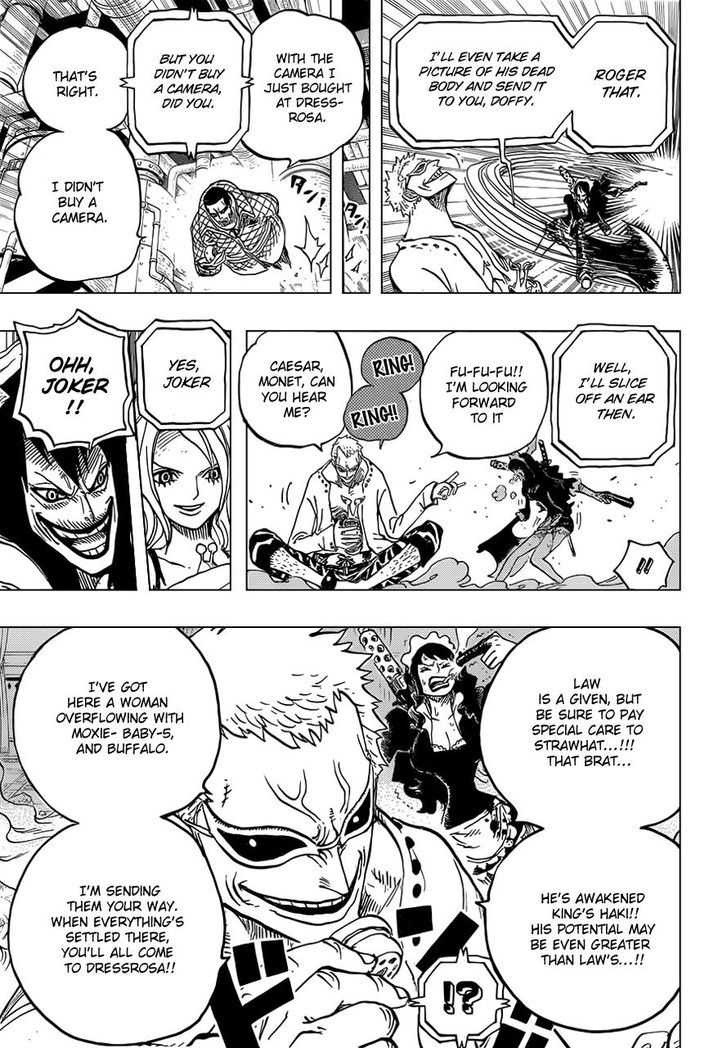 ROGER
THAT.
I'LL EVEN TAKE A
PICTURE OF HIS DEAD
BODY AND SEND IT
TO YOU, DOFFY.
WITH THE
CAMERA I
JUST BOUGHT
AT DRESS-
ROSA.
BUT YOU
DIDN'T BUY
A CAMERA,
DID YOU.
THAT'S
RIGHT.
I DIDN'T
BUY A
CAMERA.
WELL,
I'LL SLICE
OFF AN EAR
THEN.
!!
FU-FU-FU!!
I'M LOOKING
FORWARD
TO IT
RING!
RING!!
CAESAR,
MONET, CAN
YOU HEAR
ME?
YES,
JOKER
OHH,
JOKER
!!
LAW
IS A GIVEN, BUT
BE SURE TO PAY
SPECIAL CARE TO
STRAWHAT...!!!
THAT BRAT...
HE'S AWAKENED
KING'S HAKI!!
HIS POTENTIAL MAY
BE EVEN GREATER
THAN LAW'S...!!
I'VE GOT
HERE A WOMAN
OVERFLOWING WITH
MOXIE- BABY-5,
AND BUFFALO.
I'M SENDING
THEM YOUR WAY.
WHEN EVERYTHING'S
SETTLED THERE,
YOU'LL ALL COME
TO DRESSROSA!!
!?